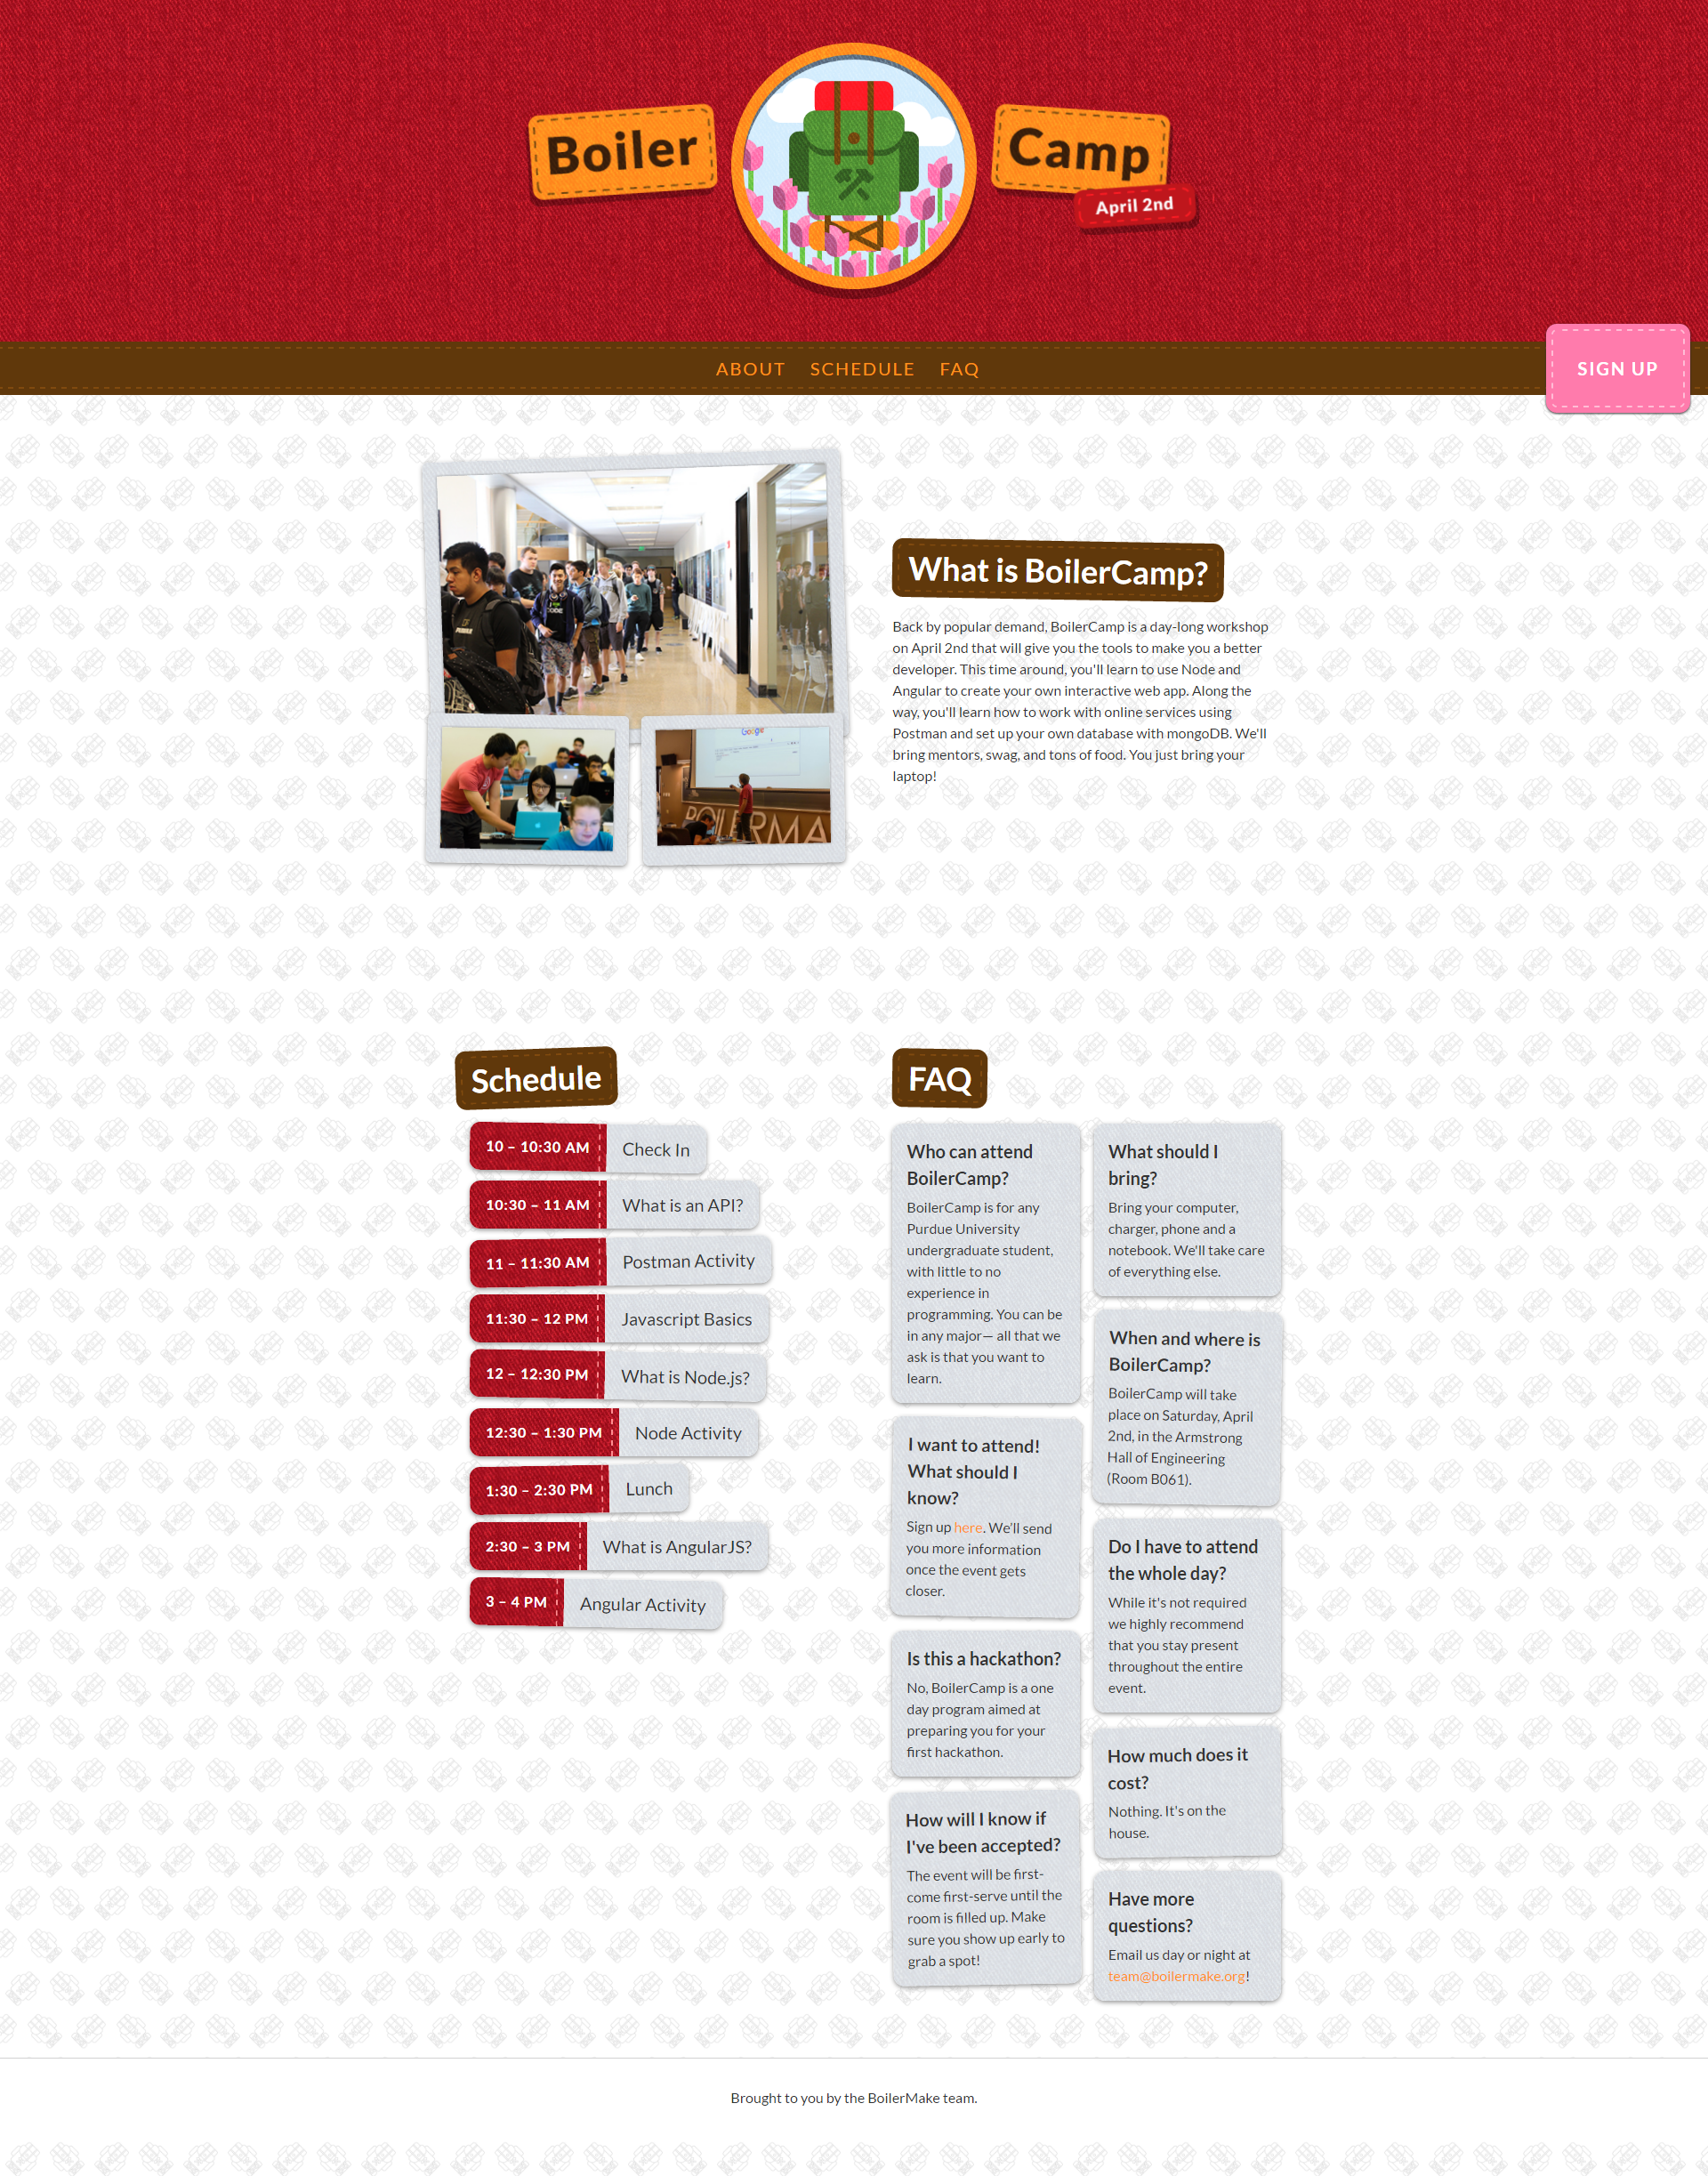 Boiler
Camp
April 2nd
ABOUT SCHEDULE FAQ
SIGN UP
Google
BOILERMA
What is BoilerCamp?
Back by popular demand, BoilerCamp is a day-long workshop
on April 2nd that will give you the tools to make you a better
developer. This time around, you'll learn to use Node and
Angular to create your own interactive web app. Along the
way, you'll learn how to work with online services using
Postman and set up your own database with mongoDB. We'll
bring mentors, swag, and tons of food. You just bring your
laptop!
Schedule
10 – 10:30 AM Check In
10:30 – 11 AM What is an API?
11 – 11:30 AM Postman Activity
11:30 – 12 PM Javascript Basics
12 – 12:30 PM What is Node.js?
12:30 – 1:30 PM Node Activity
1:30 – 2:30 PM Lunch
2:30 – 3 PM What is AngularJS?
3 – 4 PM Angular Activity
FAQ
Who can attend
BoilerCamp?
BoilerCamp is for any
Purdue University
undergraduate student,
with little to no
experience in
programming. You can be
in any major— all that we
ask is that you want to
learn.
I want to attend!
What should I
know?
Sign up here. We'll send
you more information
once the event gets
closer.
Is this a hackathon?
No, BoilerCamp is a one
day program aimed at
preparing you for your
first hackathon.
How will I know if
I've been accepted?
The event will be first-
come first-serve until the
room is filled up. Make
sure you show up early to
grab a spot!
What should I
bring?
Bring your computer,
charger, phone and a
notebook. We'll take care
of everything else.
When and where is
BoilerCamp?
BoilerCamp will take
place on Saturday, April
2nd, in the Armstrong
Hall of Engineering
(Room B061).
Do I have to attend
the whole day?
While it's not required
we highly recommend
that you stay present
throughout the entire
event.
How much does it
cost?
Nothing. It's on the
house.
Have more
questions?
Email us day or night at
team@boilermake.org!
Brought to you by the BoilerMake team.